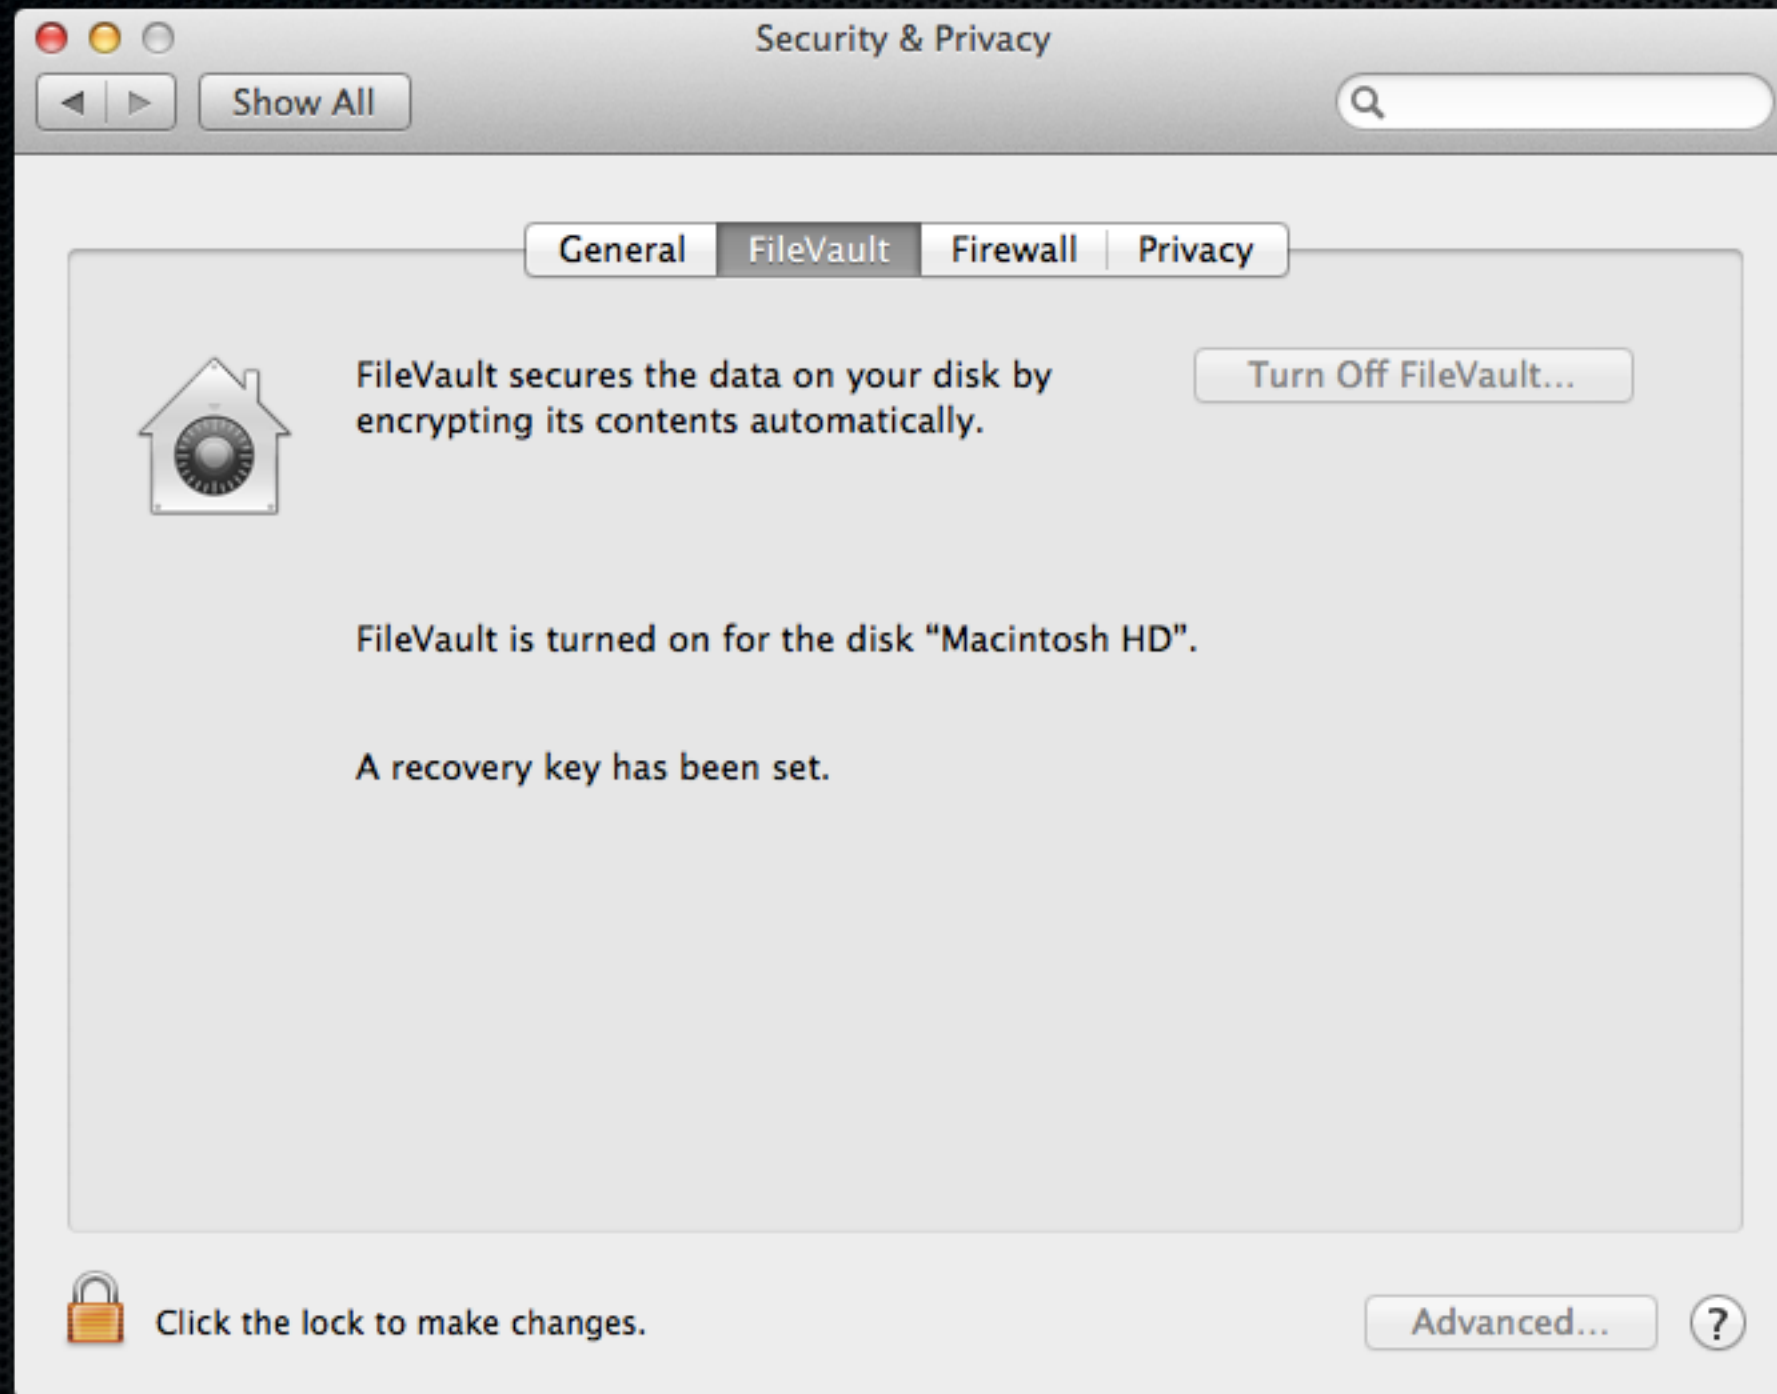 Security & Privacy
Show All
General FileVault Firewall Privacy
FileVault secures the data on your disk by
encrypting its contents automatically.
Turn Off FileVault...
FileVault is turned on for the disk “Macintosh HD”.
A recovery key has been set.
Click the lock to make changes.
Advanced...
?